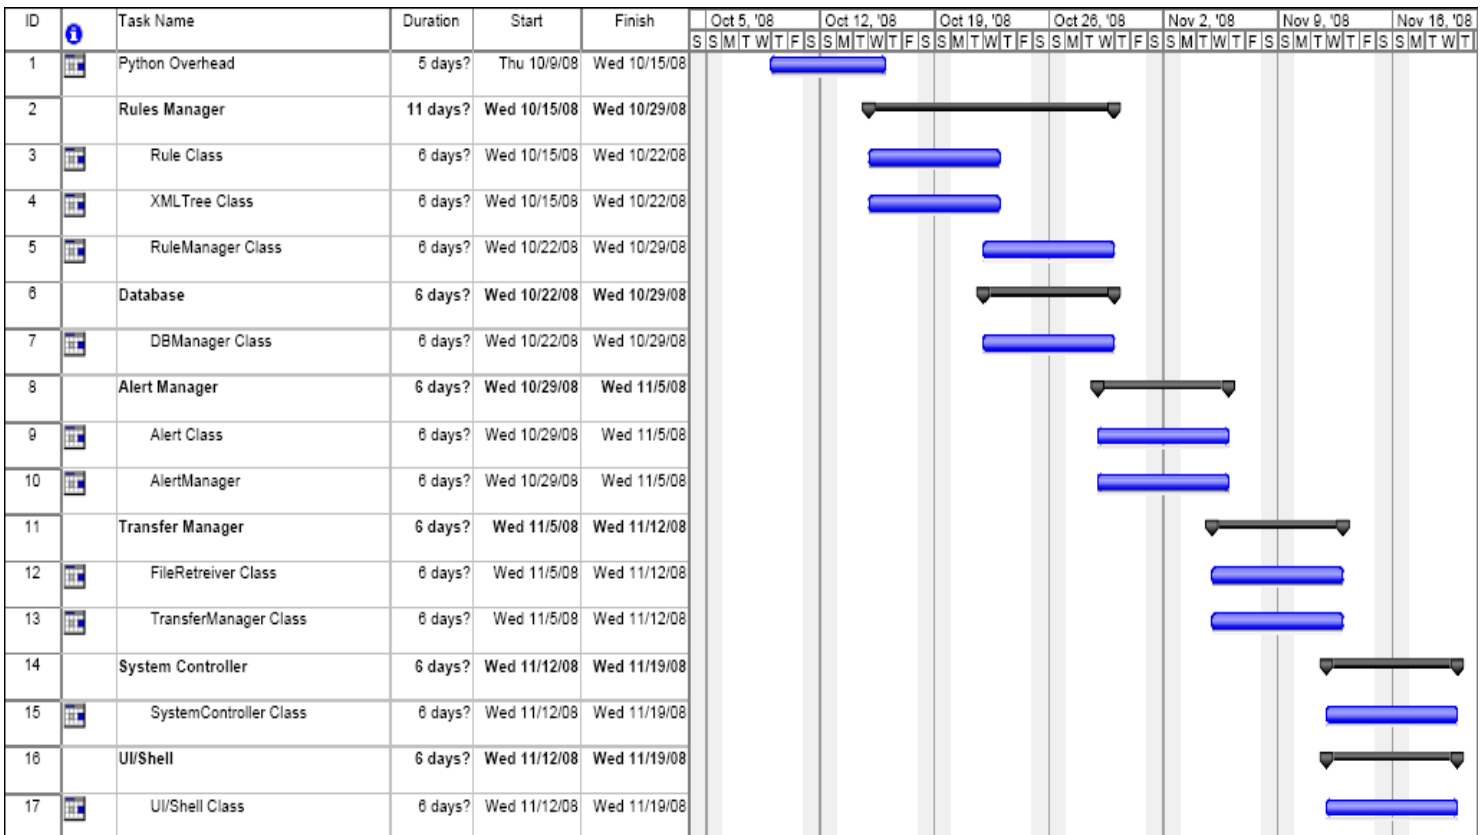 ID Task Name Duration Start Finish Oct 5, '08 Oct 12, '08 Oct 19, '08 Oct 26, '08 Nov 2, '08 Nov 9, '08 Nov 16, '08
S S M T W T F S S M T W T F S S M T W T F S S M T W T F S S M T W T F S S M T W T F S S M T W T
1 Python Overhead 5 days? Thu 10/9/08 Wed 10/15/08
2 Rules Manager 11 days? Wed 10/15/08 Wed 10/29/08
3 Rule Class 6 days? Wed 10/15/08 Wed 10/22/08
4 XMLTree Class 6 days? Wed 10/15/08 Wed 10/22/08
5 RuleManager Class 6 days? Wed 10/22/08 Wed 10/29/08
6 Database 6 days? Wed 10/22/08 Wed 10/29/08
7 DBManager Class 6 days? Wed 10/22/08 Wed 10/29/08
8 Alert Manager 6 days? Wed 10/29/08 Wed 11/5/08
9 Alert Class 6 days? Wed 10/29/08 Wed 11/5/08
10 AlertManager 6 days? Wed 10/29/08 Wed 11/5/08
11 Transfer Manager 6 days? Wed 11/5/08 Wed 11/12/08
12 FileRetreiver Class 6 days? Wed 11/5/08 Wed 11/12/08
13 TransferManager Class 6 days? Wed 11/5/08 Wed 11/12/08
14 System Controller 6 days? Wed 11/12/08 Wed 11/19/08
15 SystemController Class 6 days? Wed 11/12/08 Wed 11/19/08
16 UI/Shell 6 days? Wed 11/12/08 Wed 11/19/08
17 UI/Shell Class 6 days? Wed 11/12/08 Wed 11/19/08